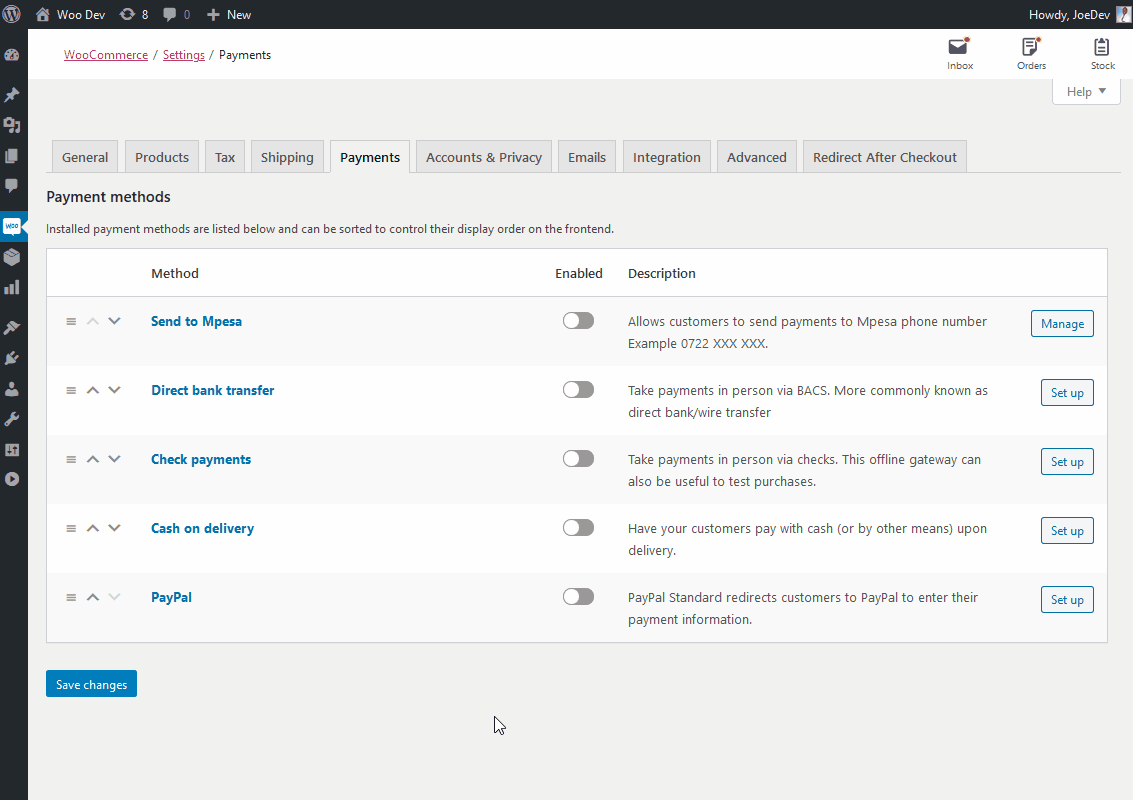 Woo Dev 8 0 New Howdy, JoeDev
WooCommerce / Settings / Payments
Inbox Orders Stock
Help
General Products Tax Shipping Payments Accounts & Privacy Emails Integration Advanced Redirect After Checkout
Payment methods
Installed payment methods are listed below and can be sorted to control their display order on the frontend.
Method Enabled Description
Send to Mpesa Allows customers to send payments to Mpesa phone number Manage
Example 0722 XXX XXX.
Direct bank transfer Take payments in person via BACS. More commonly known as Set up
direct bank/wire transfer
Check payments Take payments in person via checks. This offline gateway can Set up
also be useful to test purchases.
Cash on delivery Have your customers pay with cash (or by other means) upon Set up
delivery.
PayPal PayPal Standard redirects customers to PayPal to enter their Set up
payment information.
Save changes